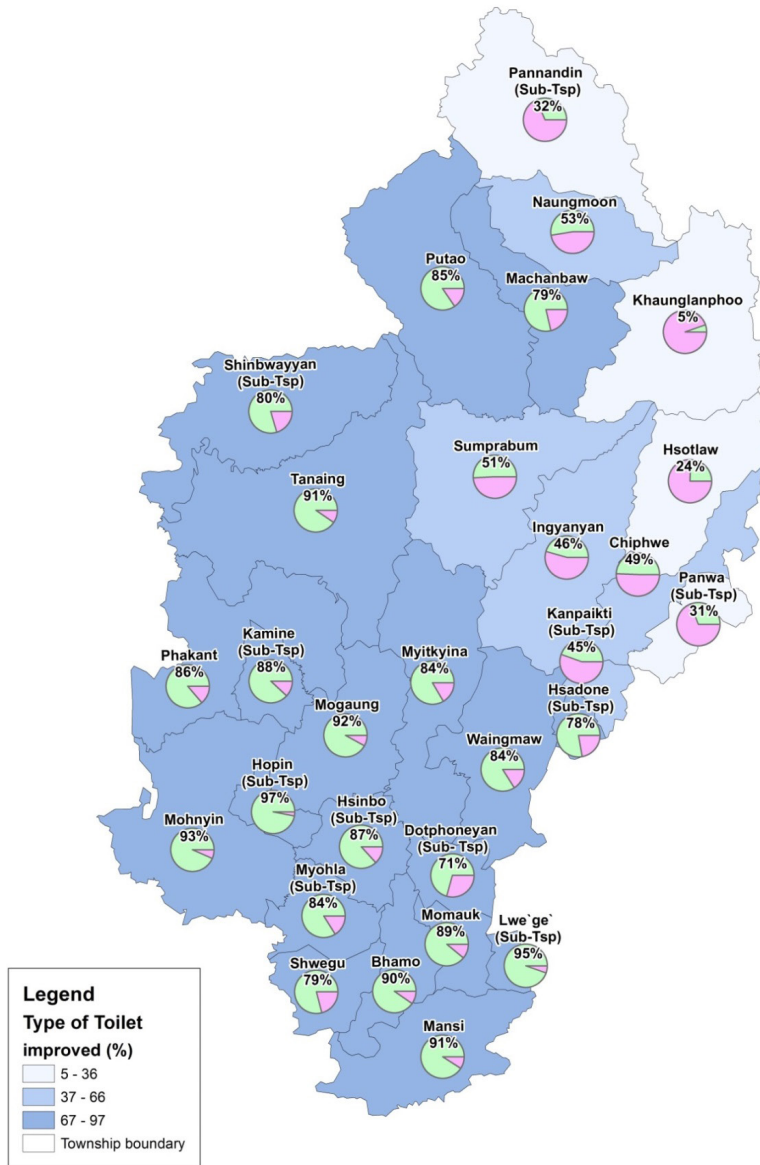 Pannandin
(Sub-Tsp)
32%
Naungmoon
53%
Putao
85%
Machanbaw
79%
Khaunglanphoo
5%
Shinbwayyan
(Sub-Tsp)
80%
Sumprabum
51%
Hsotlaw
24%
Tanaing
91%
Ingyanyan
46%
Chiphwe
49%
Panwa
(Sub-Tsp)
31%
Kanpaikti
(Sub-Tsp)
45%
Phakant
86%
Kamine
(Sub-Tsp)
88%
Myitkyina
84%
Hsadone
(Sub-Tsp)
78%
Mogaung
92%
Waingmaw
84%
Hopin
(Sub-Tsp)
97%
Mohnyin
93%
Hsinbo
(Sub-Tsp)
87%
Dotphoneyan
(Sub- Tsp)
71%
Myohla
(Sub-Tsp)
84%
Momauk
89%
Lwe`ge`
(Sub-Tsp)
95%
Shwegu
79%
Bhamo
90%
Mansi
91%
Legend
Type of Toilet
improved (%)
5 - 36
37 - 66
67 - 97
Township boundary